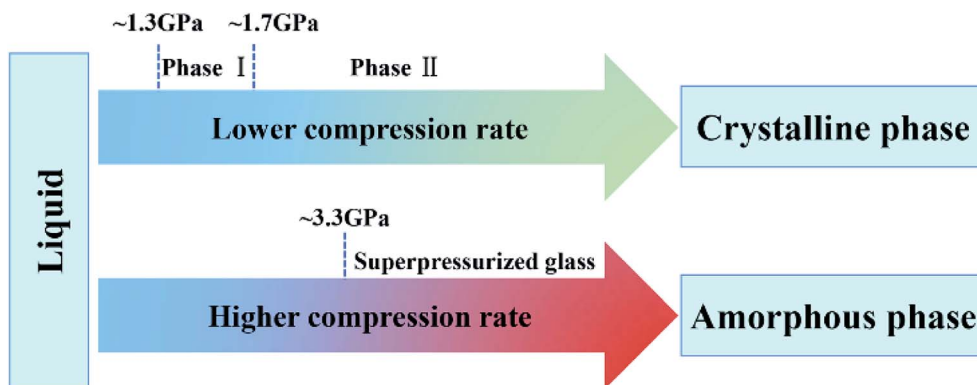 ~1.3GPa ~1.7GPa
Phase Ⅰ Phase Ⅱ
Lower compression rate
Crystalline phase
Liquid
~3.3GPa
Superpressurized glass
Higher compression rate
Amorphous phase